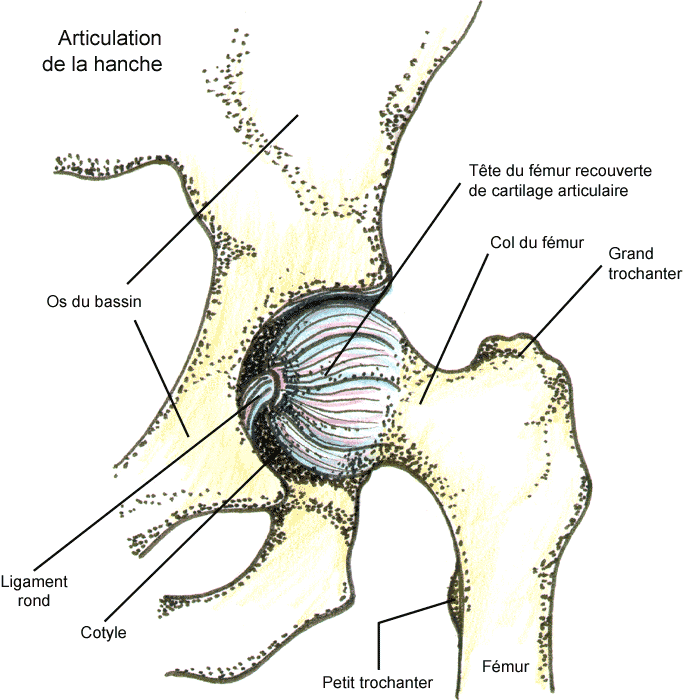 Articulation
de la hanche
Tête du fémur recouverte
de cartilage articulaire
Col du fémur
Grand
trochanter
Os du bassin
Ligament
rond
Cotyle
Petit trochanter
Fémur